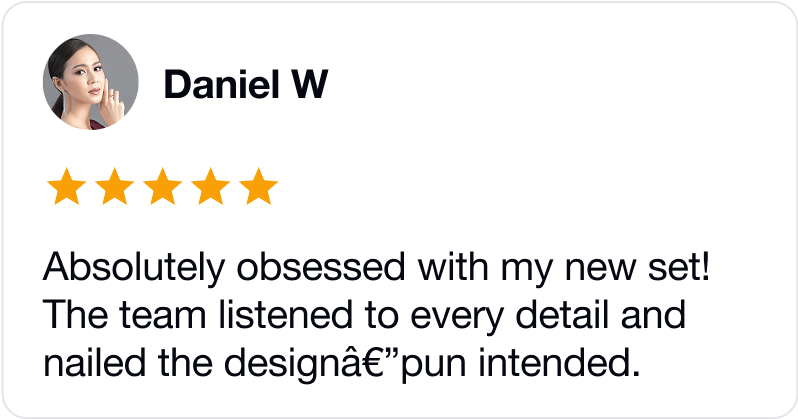 Daniel W
Absolutely obsessed with my new set!
The team listened to every detail and
nailed the designâ€”pun intended.